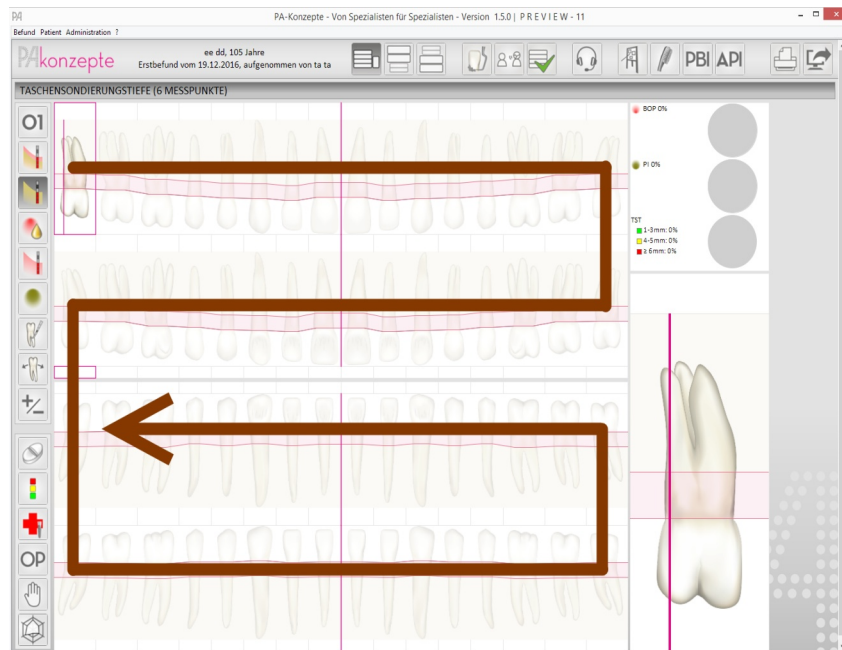 PA
PA-Konzepte - Von Spezialisten für Spezialisten - Version 1.5.0 | P R E V I E W - 11
Befund Patient Administration ?
PAkonzepte
ee dd, 105 Jahre
Erstbefund vom 19.12.2016, aufgenommen von ta ta
PBI API
TASCHENSONDIERUNGSTIEFE (6 MESSPUNKTE)
01
BOP 0%
PI 0%
TST
1-3mm: 0%
4-5mm: 0%
≥ 6mm: 0%
+/-
OP